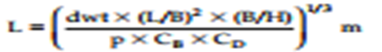 L = ( dwt × (L/B)² × (B/H) / p × C_B × C_D )^1/3 m